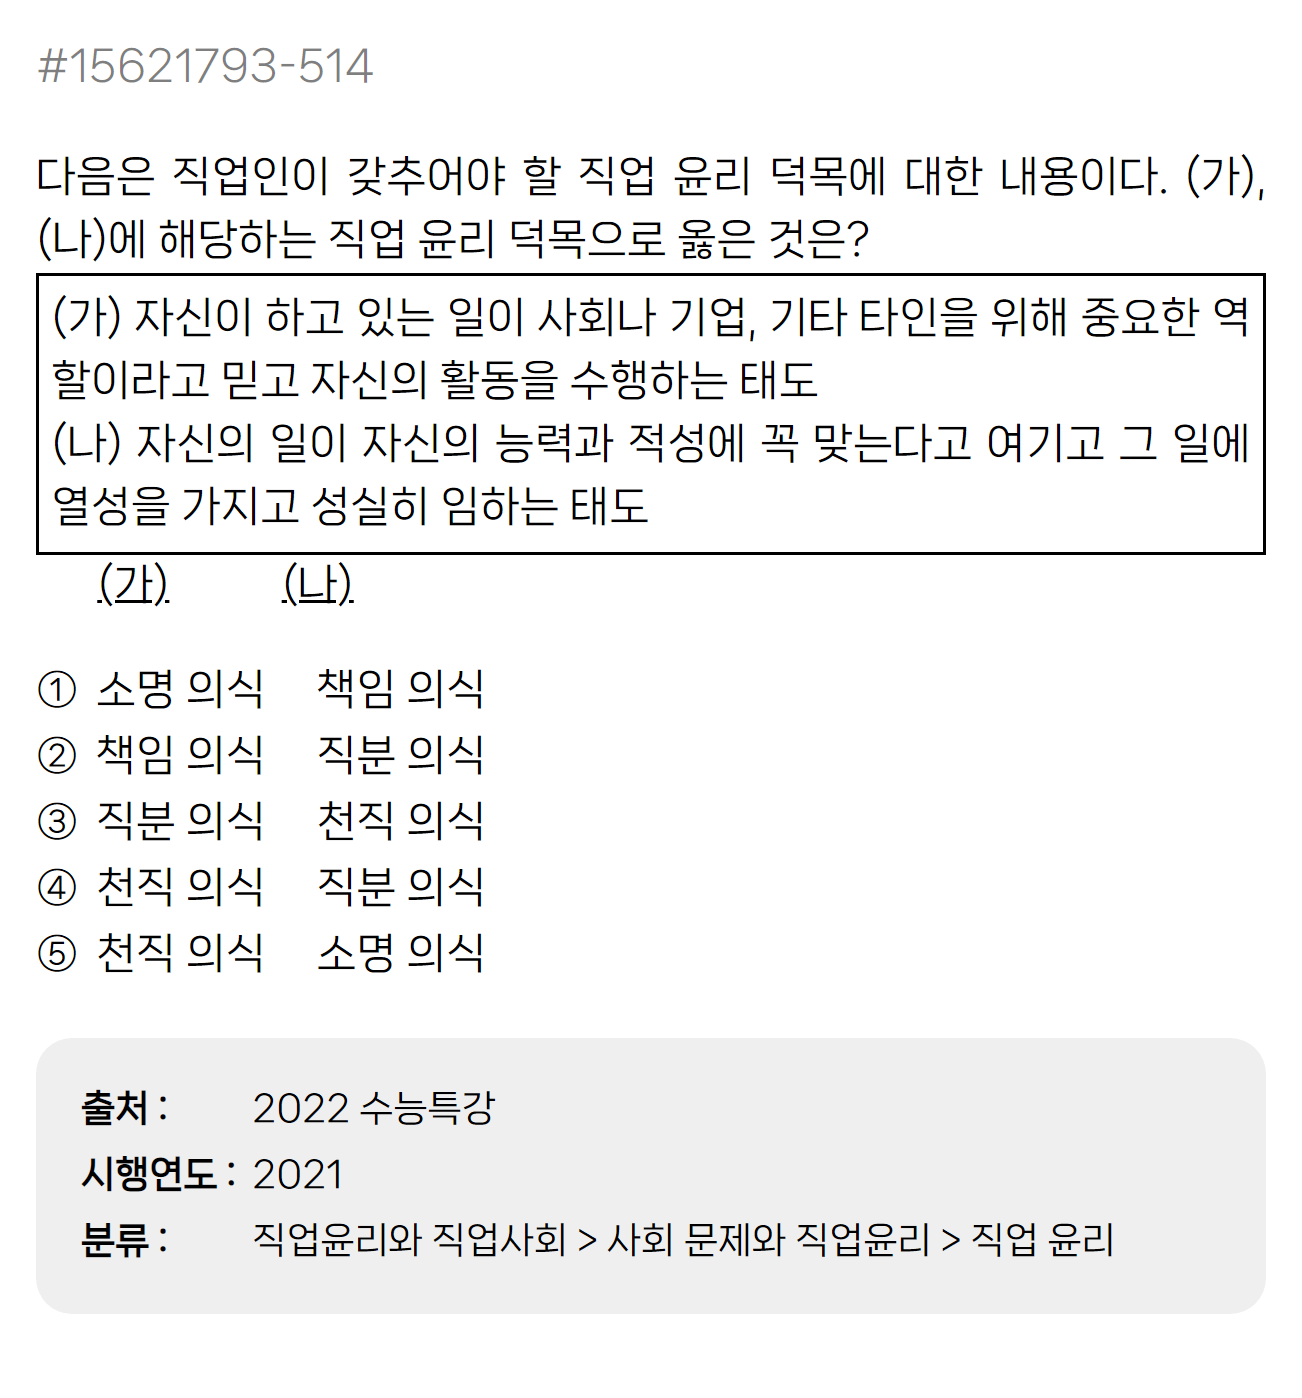 #15621793-514
다음은 직업인이 갖추어야 할 직업 윤리 덕목에 대한 내용이다. (가),
(나)에 해당하는 직업 윤리 덕목으로 옳은 것은?
(가) 자신이 하고 있는 일이 사회나 기업, 기타 타인을 위해 중요한 역
할이라고 믿고 자신의 활동을 수행하는 태도
(나) 자신의 일이 자신의 능력과 적성에 꼭 맞는다고 여기고 그 일에
열성을 가지고 성실히 임하는 태도
(가) (나)
① 소명 의식 책임 의식
② 책임 의식 직분 의식
③ 직분 의식 천직 의식
④ 천직 의식 직분 의식
⑤ 천직 의식 소명 의식
출처 : 2022 수능특강
시행연도 : 2021
분류 : 직업윤리와 직업사회 > 사회 문제와 직업윤리 > 직업 윤리